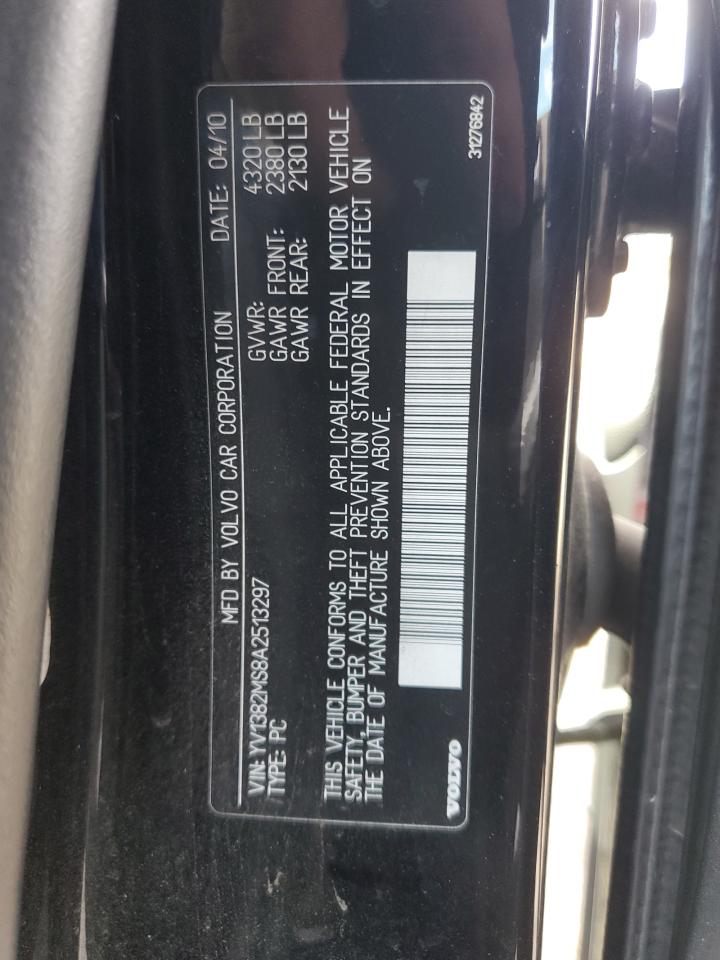 MFD BY VOLVO CAR CORPORATION DATE: 04/10
VIN: YV1382MS8A2513297 GVWR: 4320 LB
TYPE: PC GAWR FRONT: 2380 LB
GAWR REAR: 2130 LB
THIS VEHICLE CONFORMS TO ALL APPLICABLE FEDERAL MOTOR VEHICLE
SAFETY, BUMPER AND THEFT PREVENTION STANDARDS IN EFFECT ON
THE DATE OF MANUFACTURE SHOWN ABOVE.
VOLVO 31276842